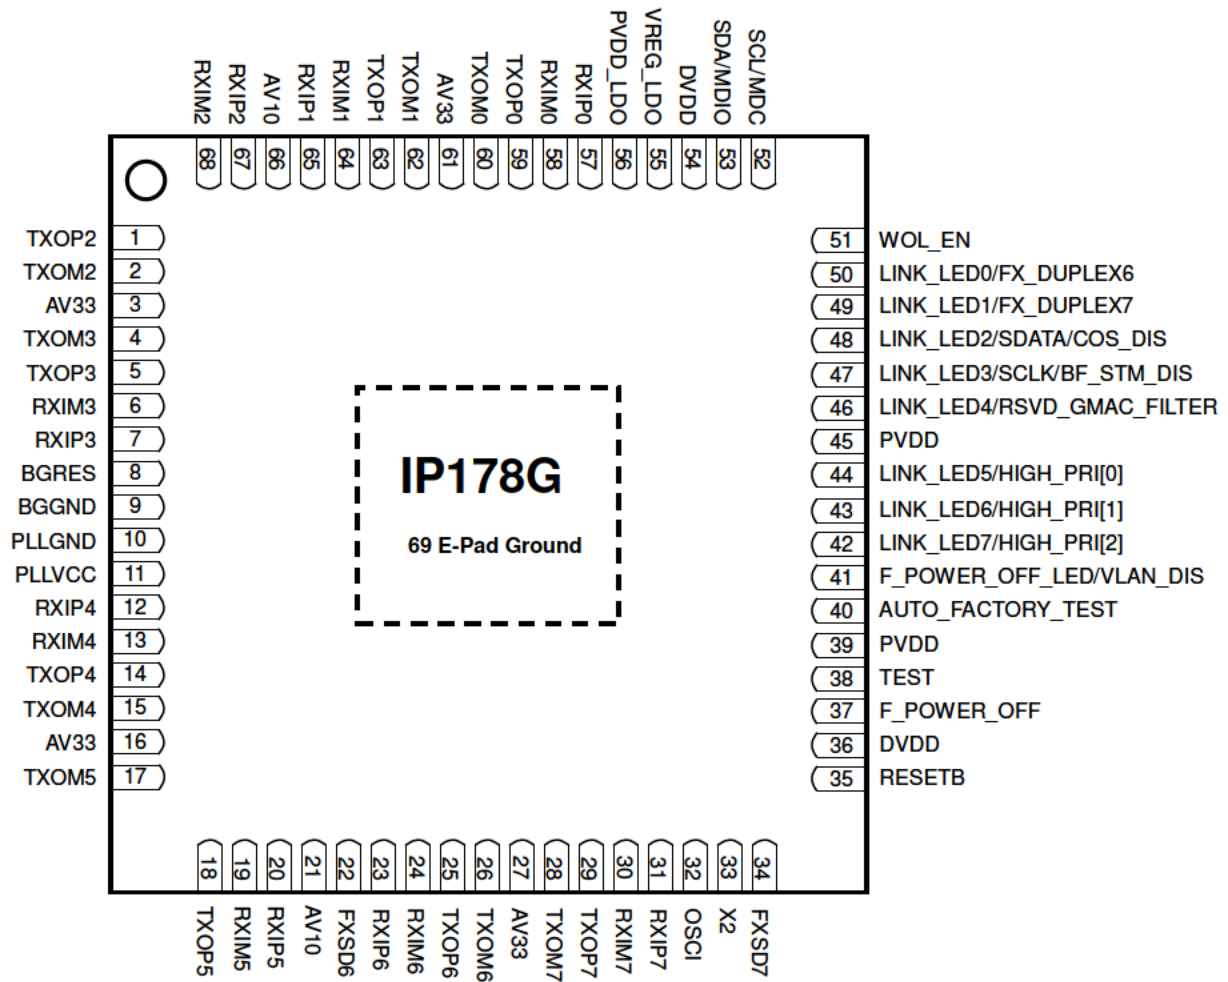 RXIM2
RXIP2
AV10
RXIP1
RXIM1
TXOP1
TXOM1
AV33
TXOM0
TXOP0
RXIM0
RXIP0
PVDD_LDO
VREG_LDO
DVDD
SDA/MDIO
SCL/MDC
68
67
66
65
64
63
62
61
60
59
58
57
56
55
54
53
52
TXOP2 1
TXOM2 2
AV33 3
TXOM3 4
TXOP3 5
RXIM3 6
RXIP3 7
BGRES 8
BGGND 9
PLLGND 10
PLLVCC 11
RXIP4 12
RXIM4 13
TXOP4 14
TXOM4 15
AV33 16
TXOM5 17
IP178G
69 E-Pad Ground
51 WOL_EN
50 LINK_LED0/FX_DUPLEX6
49 LINK_LED1/FX_DUPLEX7
48 LINK_LED2/SDATA/COS_DIS
47 LINK_LED3/SCLK/BF_STM_DIS
46 LINK_LED4/RSVD_GMAC_FILTER
45 PVDD
44 LINK_LED5/HIGH_PRI[0]
43 LINK_LED6/HIGH_PRI[1]
42 LINK_LED7/HIGH_PRI[2]
41 F_POWER_OFF_LED/VLAN_DIS
40 AUTO_FACTORY_TEST
39 PVDD
38 TEST
37 F_POWER_OFF
36 DVDD
35 RESETB
18
19
20
21
22
23
24
25
26
27
28
29
30
31
32
33
34
TXOP5
RXIM5
RXIP5
AV10
FXSD6
RXIP6
RXIM6
TXOP6
TXOM6
AV33
TXOM7
TXOP7
RXIM7
RXIP7
OSCI
X2
FXSD7